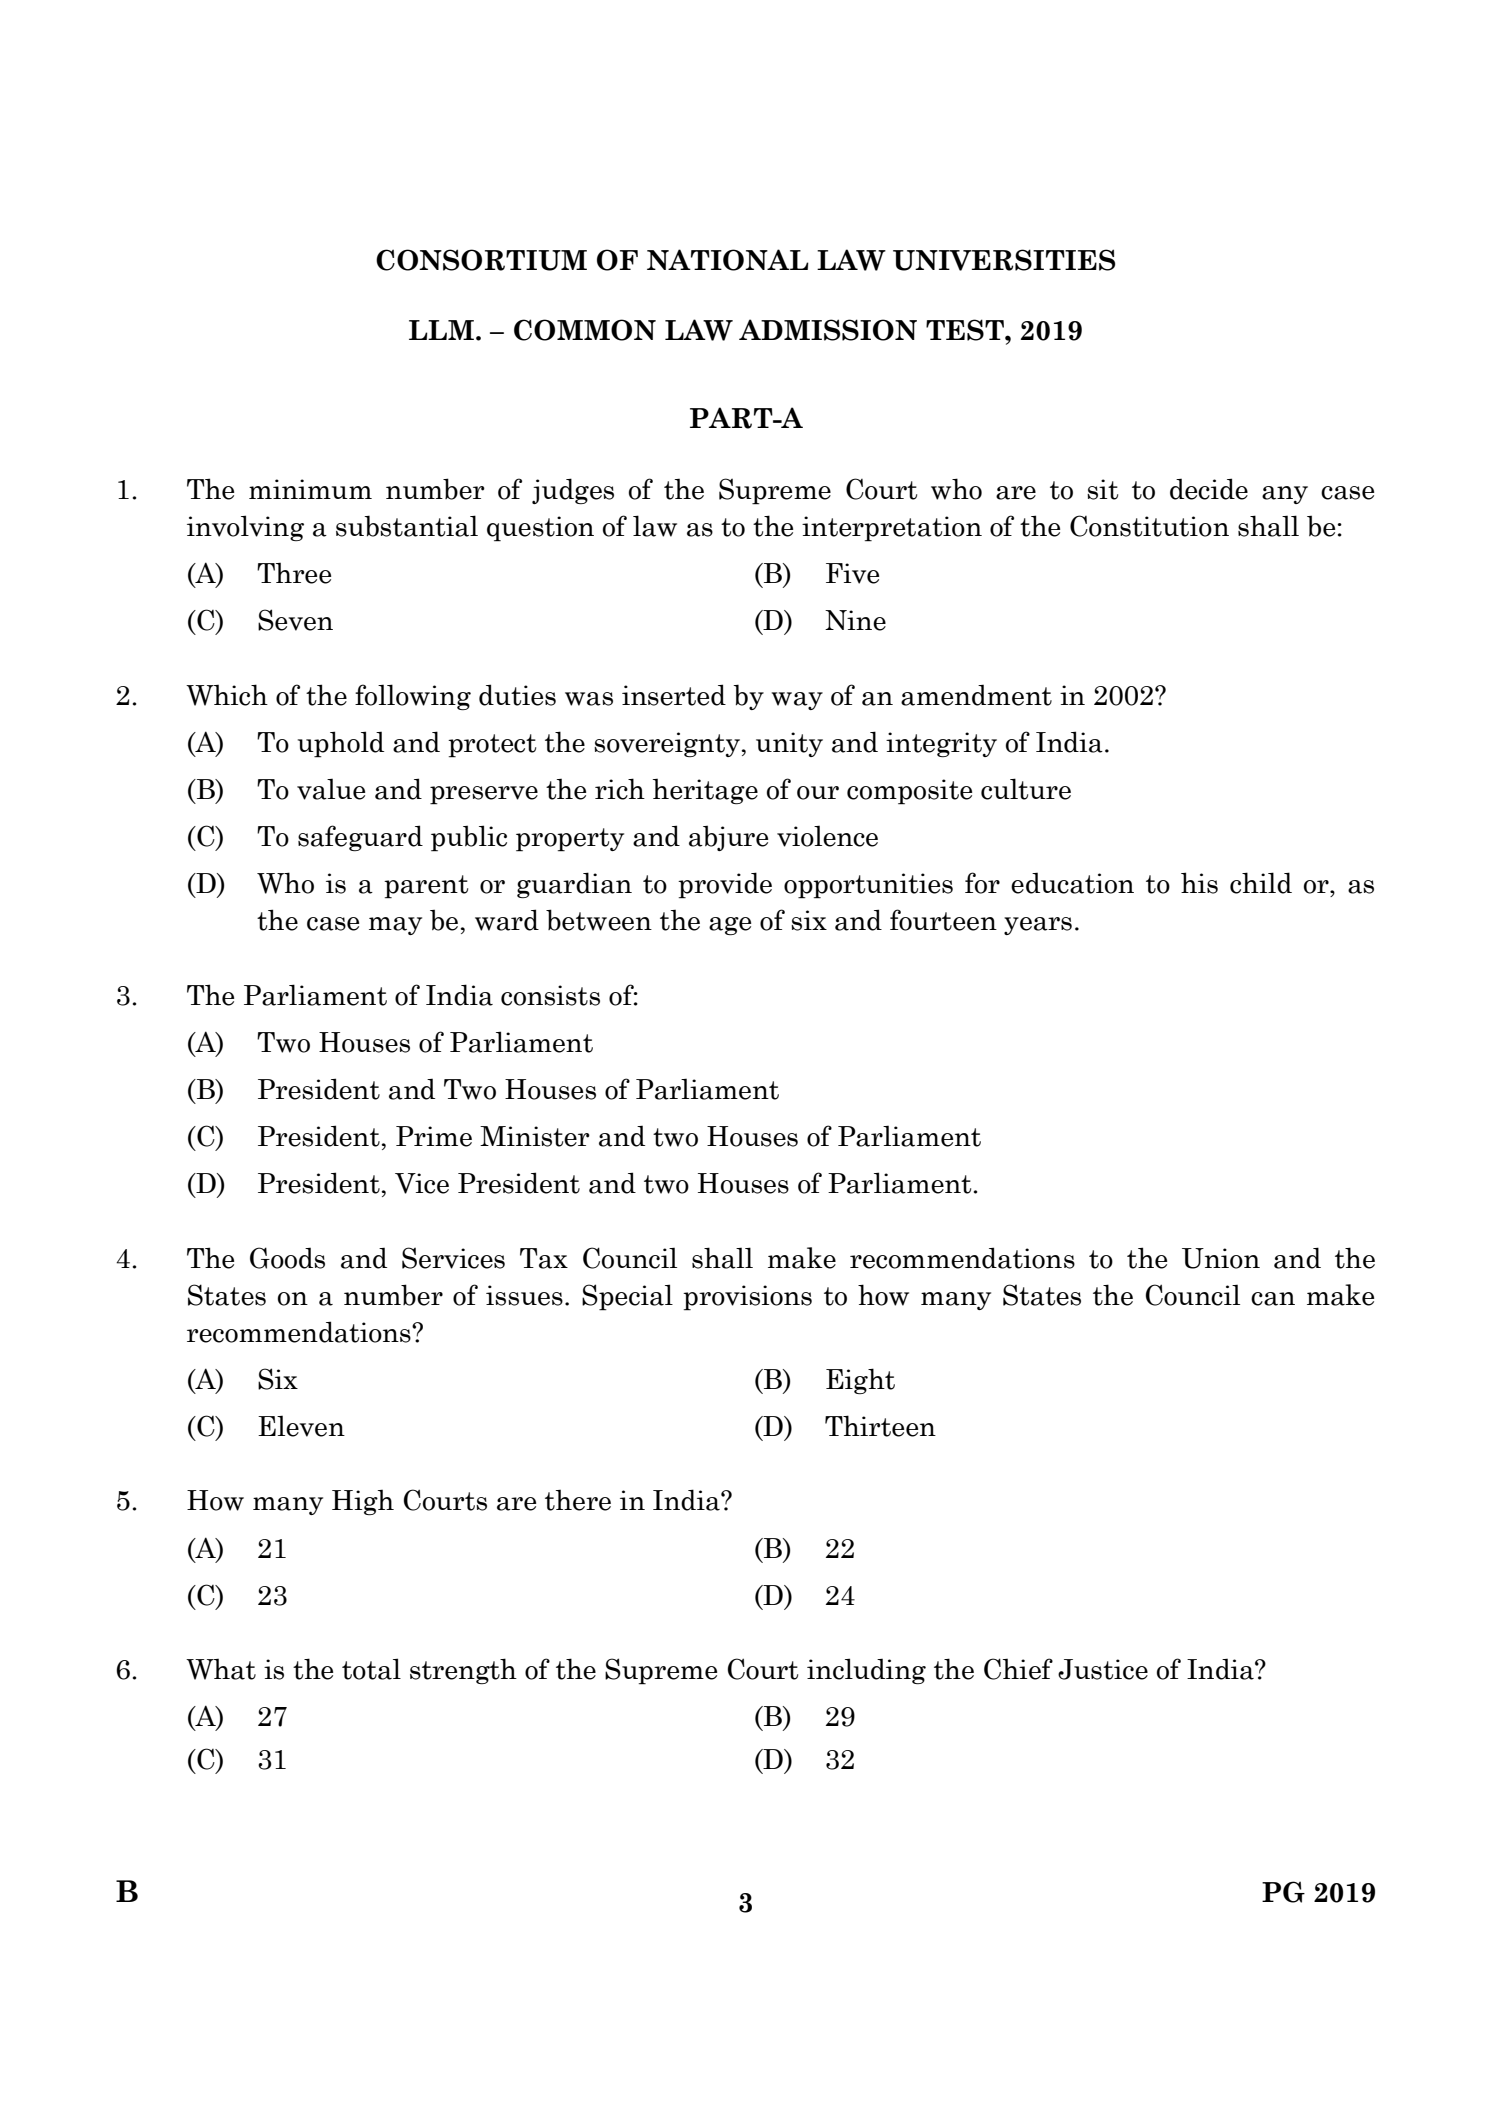 CONSORTIUM OF NATIONAL LAW UNIVERSITIES
LLM. – COMMON LAW ADMISSION TEST, 2019
PART-A
1. The minimum number of judges of the Supreme Court who are to sit to decide any case
involving a substantial question of law as to the interpretation of the Constitution shall be:
(A) Three (B) Five
(C) Seven (D) Nine
2. Which of the following duties was inserted by way of an amendment in 2002?
(A) To uphold and protect the sovereignty, unity and integrity of India.
(B) To value and preserve the rich heritage of our composite culture
(C) To safeguard public property and abjure violence
(D) Who is a parent or guardian to provide opportunities for education to his child or, as
the case may be, ward between the age of six and fourteen years.
3. The Parliament of India consists of:
(A) Two Houses of Parliament
(B) President and Two Houses of Parliament
(C) President, Prime Minister and two Houses of Parliament
(D) President, Vice President and two Houses of Parliament.
4. The Goods and Services Tax Council shall make recommendations to the Union and the
States on a number of issues. Special provisions to how many States the Council can make
recommendations?
(A) Six (B) Eight
(C) Eleven (D) Thirteen
5. How many High Courts are there in India?
(A) 21 (B) 22
(C) 23 (D) 24
6. What is the total strength of the Supreme Court including the Chief Justice of India?
(A) 27 (B) 29
(C) 31 (D) 32
B 3 PG 2019